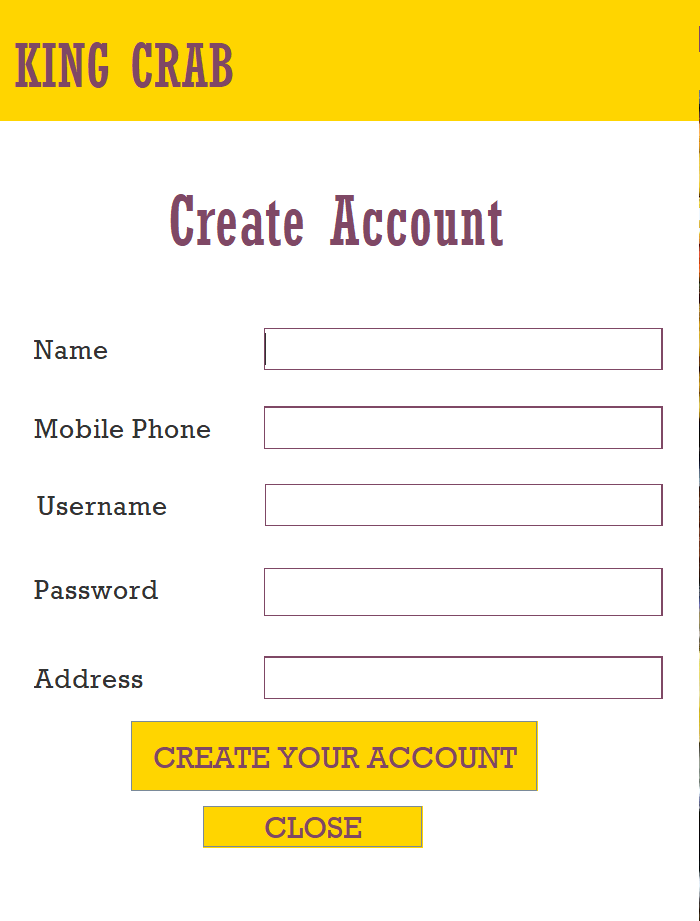 KING CRAB
Create Account
Name
Mobile Phone
Username
Password
Address
CREATE YOUR ACCOUNT
CLOSE